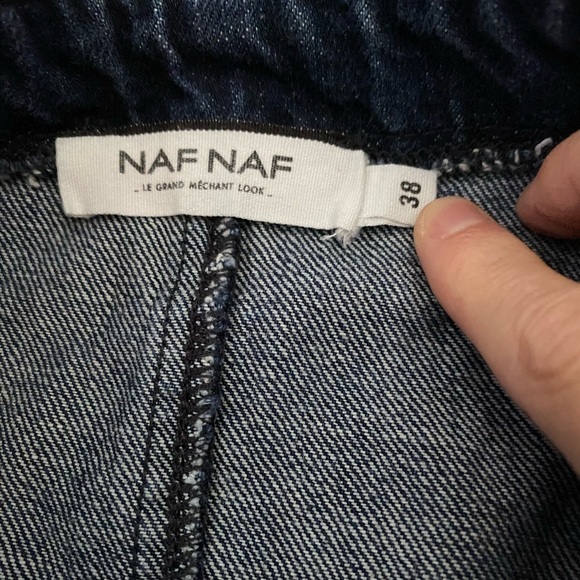 NAF NAF
_ LE GRAND MÉCHANT LOOK _
38